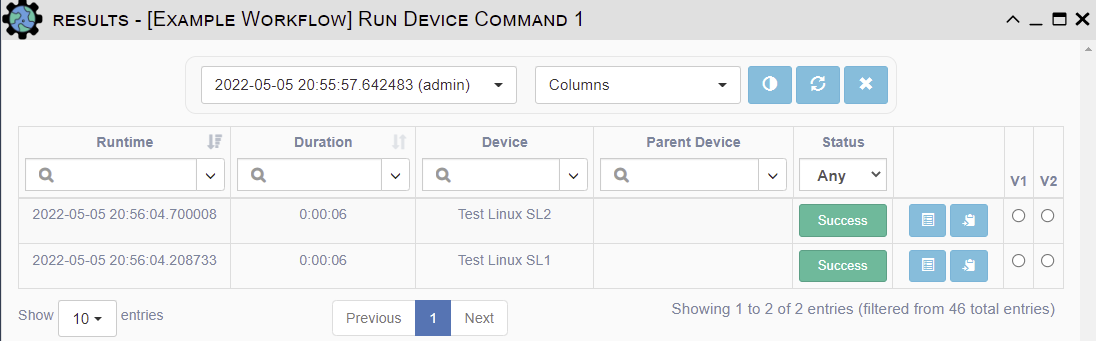 RESULTS - [EXAMPLE WORKFLOW] RUN DEVICE COMMAND 1
2022-05-05 20:55:57.642483 (admin) Columns
Runtime Duration Device Parent Device Status
Any V1 V2
2022-05-05 20:56:04.700008 0:00:06 Test Linux SL2 Success
2022-05-05 20:56:04.208733 0:00:06 Test Linux SL1 Success
Show 10 entries Previous 1 Next Showing 1 to 2 of 2 entries (filtered from 46 total entries)